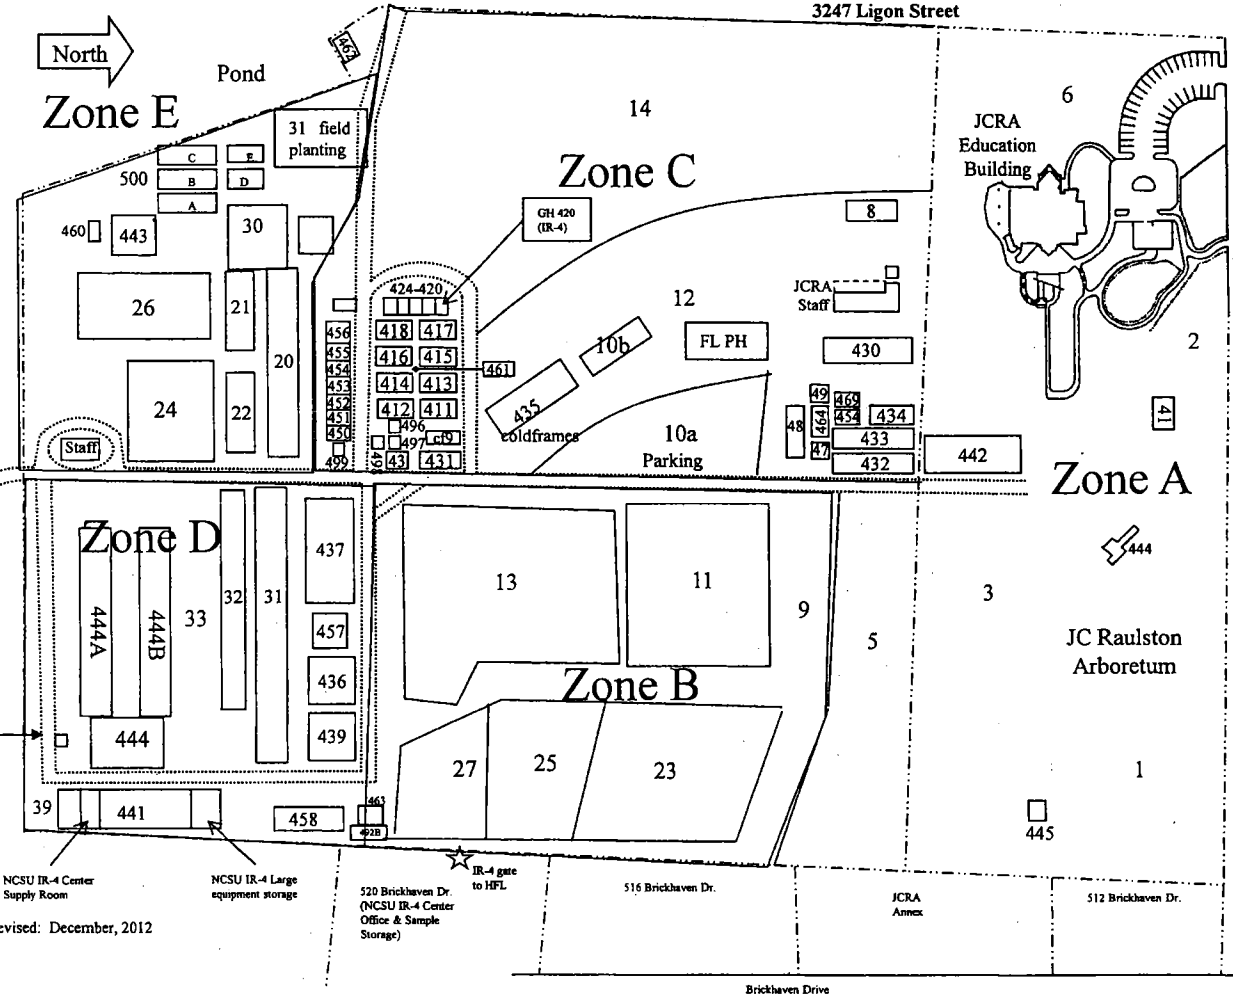 3247 Ligon Street
North
462
Pond
Zone E
31 field
planting
14
6
JCRA
Education
Building
Zone C
C
E
500
B
D
A
GH 420
(IR-4)
8
460
443
30
424-420
JCRA
Staff
12
26
21
20
456
418
417
10b
FL PH
430
2
455
416
415
454
461
453
414
413
24
22
452
412
411
435
49
469
41
451
496
coldframes
48
464
454
434
450
497
cf9
10a
Parking
433
Staff
499
498
43
431
47
432
442
Zone A
Zone D
437
13
11
9
444
3
444A
444B
33
32
31
457
5
JC Raulston
Arboretum
436
Zone B
444
439
27
25
23
1
39
441
458
463
492B
445
NCSU IR-4 Center
Supply Room
NCSU IR-4 Large
equipment storage
IR-4 gate
to HFL
520 Brickhaven Dr.
(NCSU IR-4 Center
Office & Sample
Storage)
516 Brickhaven Dr.
JCRA
Annex
512 Brickhaven Dr.
evised: December, 2012
Brickhaven Drive